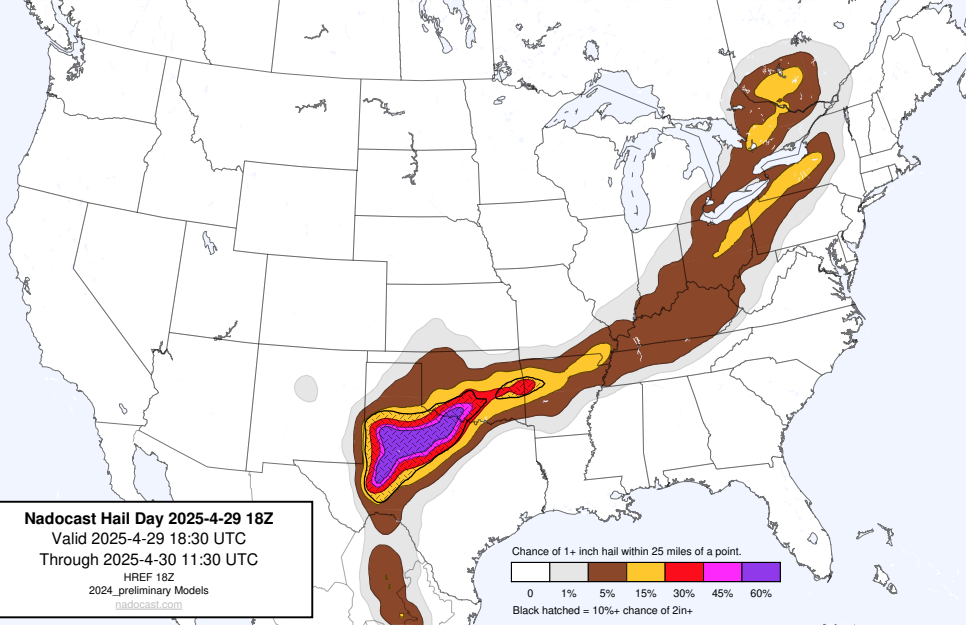 Nadocast Hail Day 2025-4-29 18Z
Valid 2025-4-29 18:30 UTC
Through 2025-4-30 11:30 UTC
HREF 18Z
2024_preliminary Models
nadocast.com
Chance of 1+ inch hail within 25 miles of a point.
0 1% 5% 15% 30% 45% 60%
Black hatched = 10%+ chance of 2in+